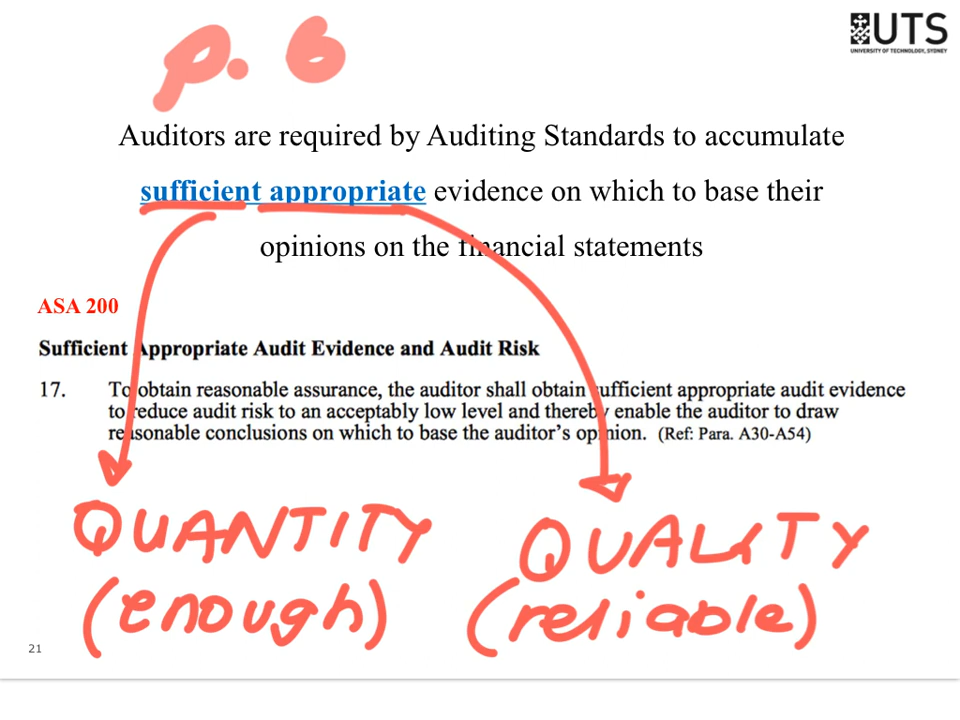 p. 6
UTS
UNIVERSITY OF TECHNOLOGY, SYDNEY
Auditors are required by Auditing Standards to accumulate
sufficient appropriate evidence on which to base their
opinions on the financial statements
ASA 200
Sufficient Appropriate Audit Evidence and Audit Risk
17. To obtain reasonable assurance, the auditor shall obtain sufficient appropriate audit evidence
to reduce audit risk to an acceptably low level and thereby enable the auditor to draw
reasonable conclusions on which to base the auditor's opinion. (Ref: Para. A30-A54)
QUANTITY QUALITY
(enough) (reliable)
21